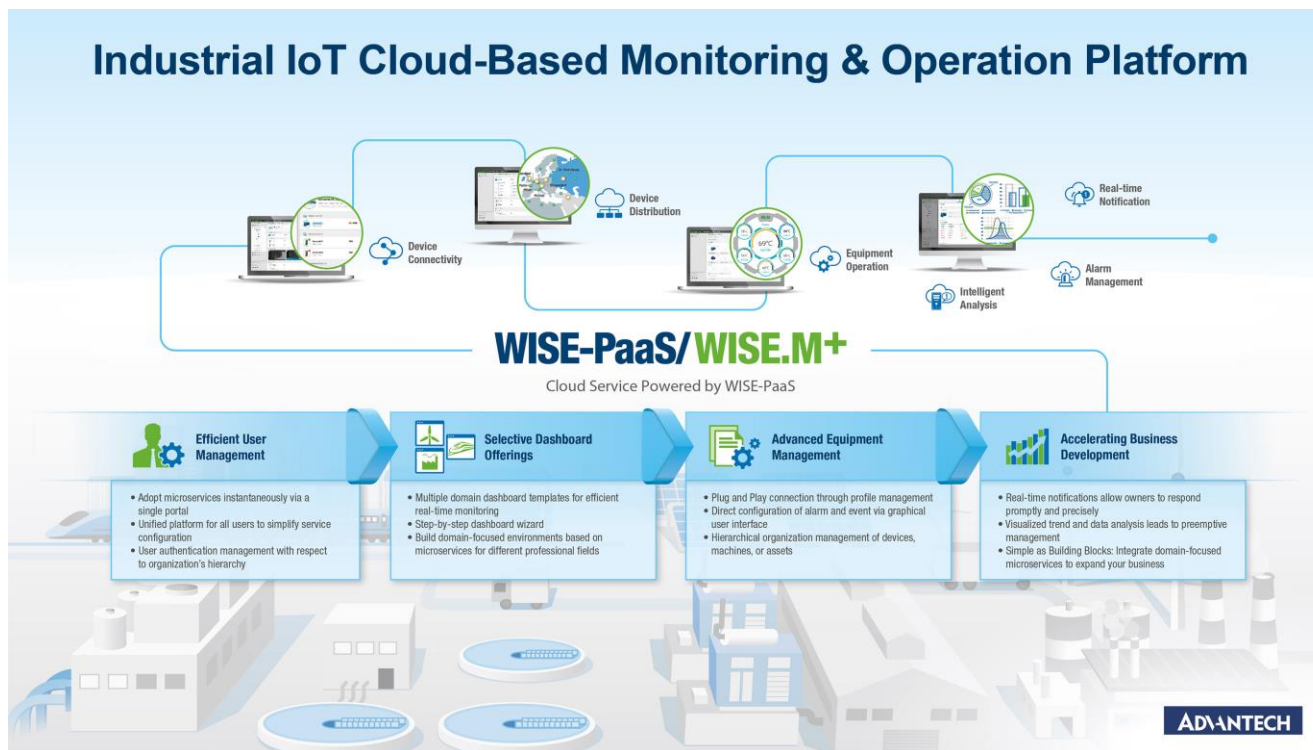 Industrial IoT Cloud-Based Monitoring & Operation Platform
Device
Connectivity
Device
Distribution
69°C
Equipment
Operation
Intelligent
Analysis
Real-time
Notification
Alarm
Management
WISE-PaaS/WISE.M+
Cloud Service Powered by WISE-PaaS
Efficient User
Management
• Adopt microservices instantaneously via a
single portal
• Unified platform for all users to simplify service
configuration
• User authentication management with respect
to organization's hierarchy
Selective Dashboard
Offerings
• Multiple domain dashboard templates for efficient
real-time monitoring
• Step-by-step dashboard wizard
• Build domain-focused environments based on
microservices for different professional fields
Advanced Equipment
Management
• Plug and Play connection through profile management
• Direct configuration of alarm and event via graphical
user interface
• Hierarchical organization management of devices,
machines, or assets
Accelerating Business
Development
• Real-time notifications allow owners to respond
promptly and precisely
• Visualized trend and data analysis leads to preemptive
management
• Simple as Building Blocks: Integrate domain-focused
microservices to expand your business
ADVANTECH